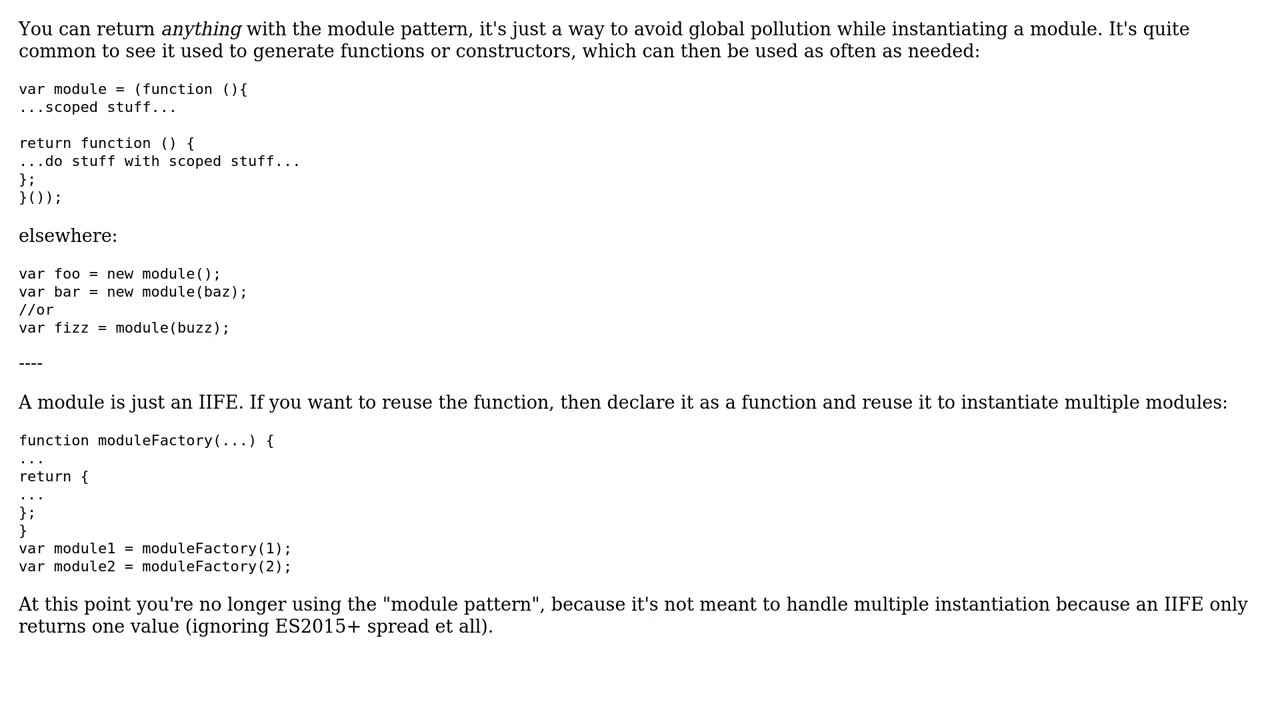 You can return anything with the module pattern, it's just a way to avoid global pollution while instantiating a module. It's quite
common to see it used to generate functions or constructors, which can then be used as often as needed:
var module = (function (){
...scoped stuff...
return function () {
...do stuff with scoped stuff...
};
}());
elsewhere:
var foo = new module();
var bar = new module(baz);
//or
var fizz = module(buzz);
----
A module is just an IIFE. If you want to reuse the function, then declare it as a function and reuse it to instantiate multiple modules:
function moduleFactory(...) {
...
return {
...
};
}
var module1 = moduleFactory(1);
var module2 = moduleFactory(2);
At this point you're no longer using the "module pattern", because it's not meant to handle multiple instantiation because an IIFE only
returns one value (ignoring ES2015+ spread et all).